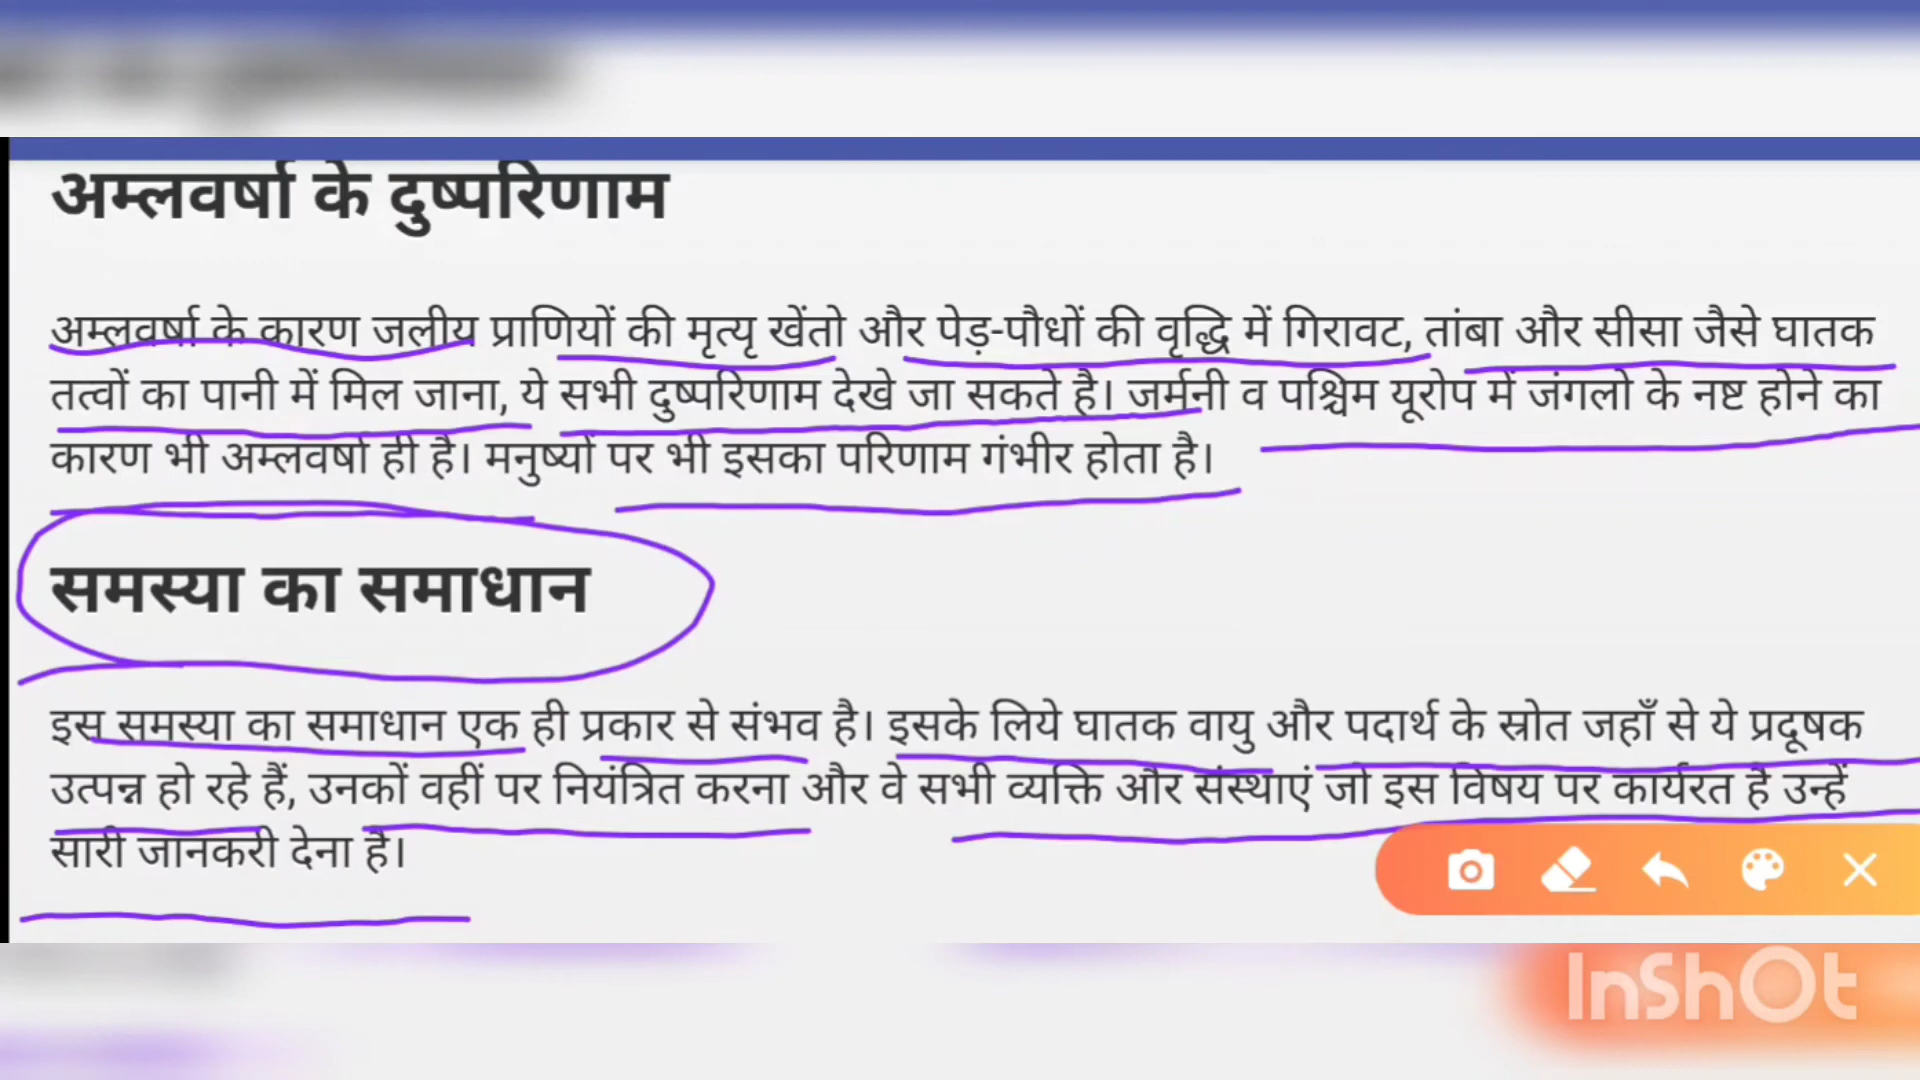 अम्लवर्षा के दुष्परिणाम
अम्लवर्षा के कारण जलीय प्राणियों की मृत्यृ खेंतो और पेड़-पौधों की वृद्धि में गिरावट, तांबा और सीसा जैसे घातक
तत्वों का पानी में मिल जाना, ये सभी दुष्परिणाम देखे जा सकते है। जर्मनी व पश्चिम यूरोप में जंगलो के नष्ट होने का
कारण भी अम्लवर्षा ही है। मनुष्यों पर भी इसका परिणाम गंभीर होता है।
समस्या का समाधान
इस समस्या का समाधान एक ही प्रकार से संभव है। इसके लिये घातक वायु और पदार्थ के स्रोत जहाँ से ये प्रदूषक
उत्पन्न हो रहे हैं, उनकों वहीं पर नियंत्रित करना और वे सभी व्यक्ति और संस्थाएं जो इस विषय पर कार्यरत है उन्हें
सारी जानकरी देना है।
InShOt